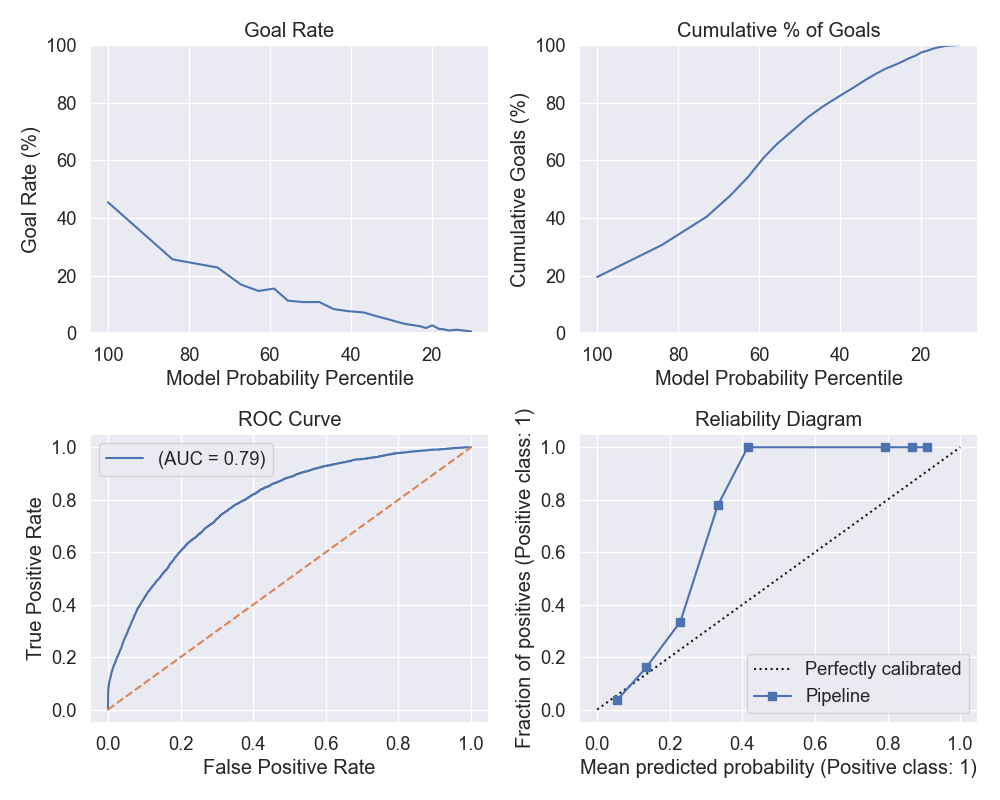 Goal Rate
100
80
60
40
20
0
Goal Rate (%)
100 80 60 40 20
Model Probability Percentile
Cumulative % of Goals
100
80
60
40
20
0
Cumulative Goals (%)
100 80 60 40 20
Model Probability Percentile
ROC Curve
(AUC = 0.79)
1.0
0.8
0.6
0.4
0.2
0.0
True Positive Rate
0.0 0.2 0.4 0.6 0.8 1.0
False Positive Rate
Reliability Diagram
1.0
0.8
0.6
0.4
0.2
0.0
Fraction of positives (Positive class: 1)
Perfectly calibrated
Pipeline
0.0 0.2 0.4 0.6 0.8 1.0
Mean predicted probability (Positive class: 1)